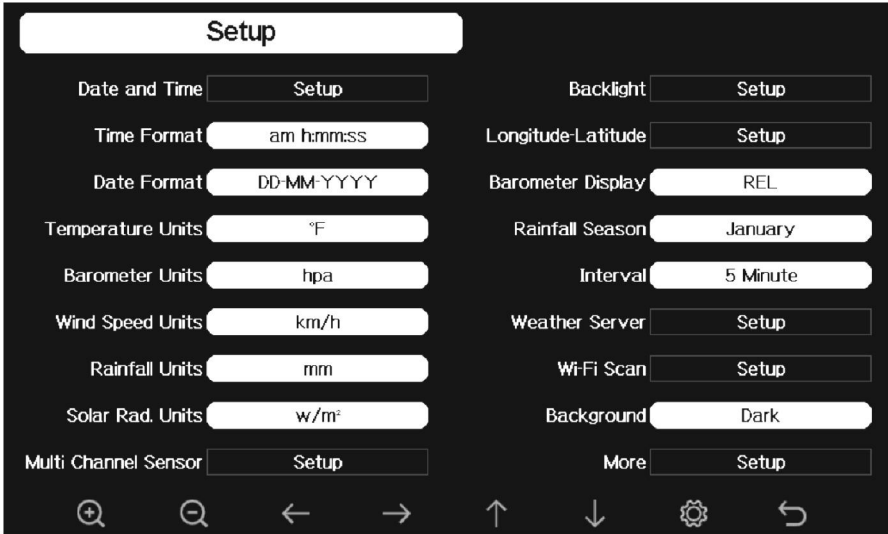 Setup
Date and Time Setup
Time Format am h:mm:ss
Date Format DD-MM-YYYY
Temperature Units °F
Barometer Units hpa
Wind Speed Units km/h
Rainfall Units mm
Solar Rad. Units w/m²
Multi Channel Sensor Setup
Backlight Setup
Longitude-Latitude Setup
Barometer Display REL
Rainfall Season January
Interval 5 Minute
Weather Server Setup
Wi-Fi Scan Setup
Background Dark
More Setup